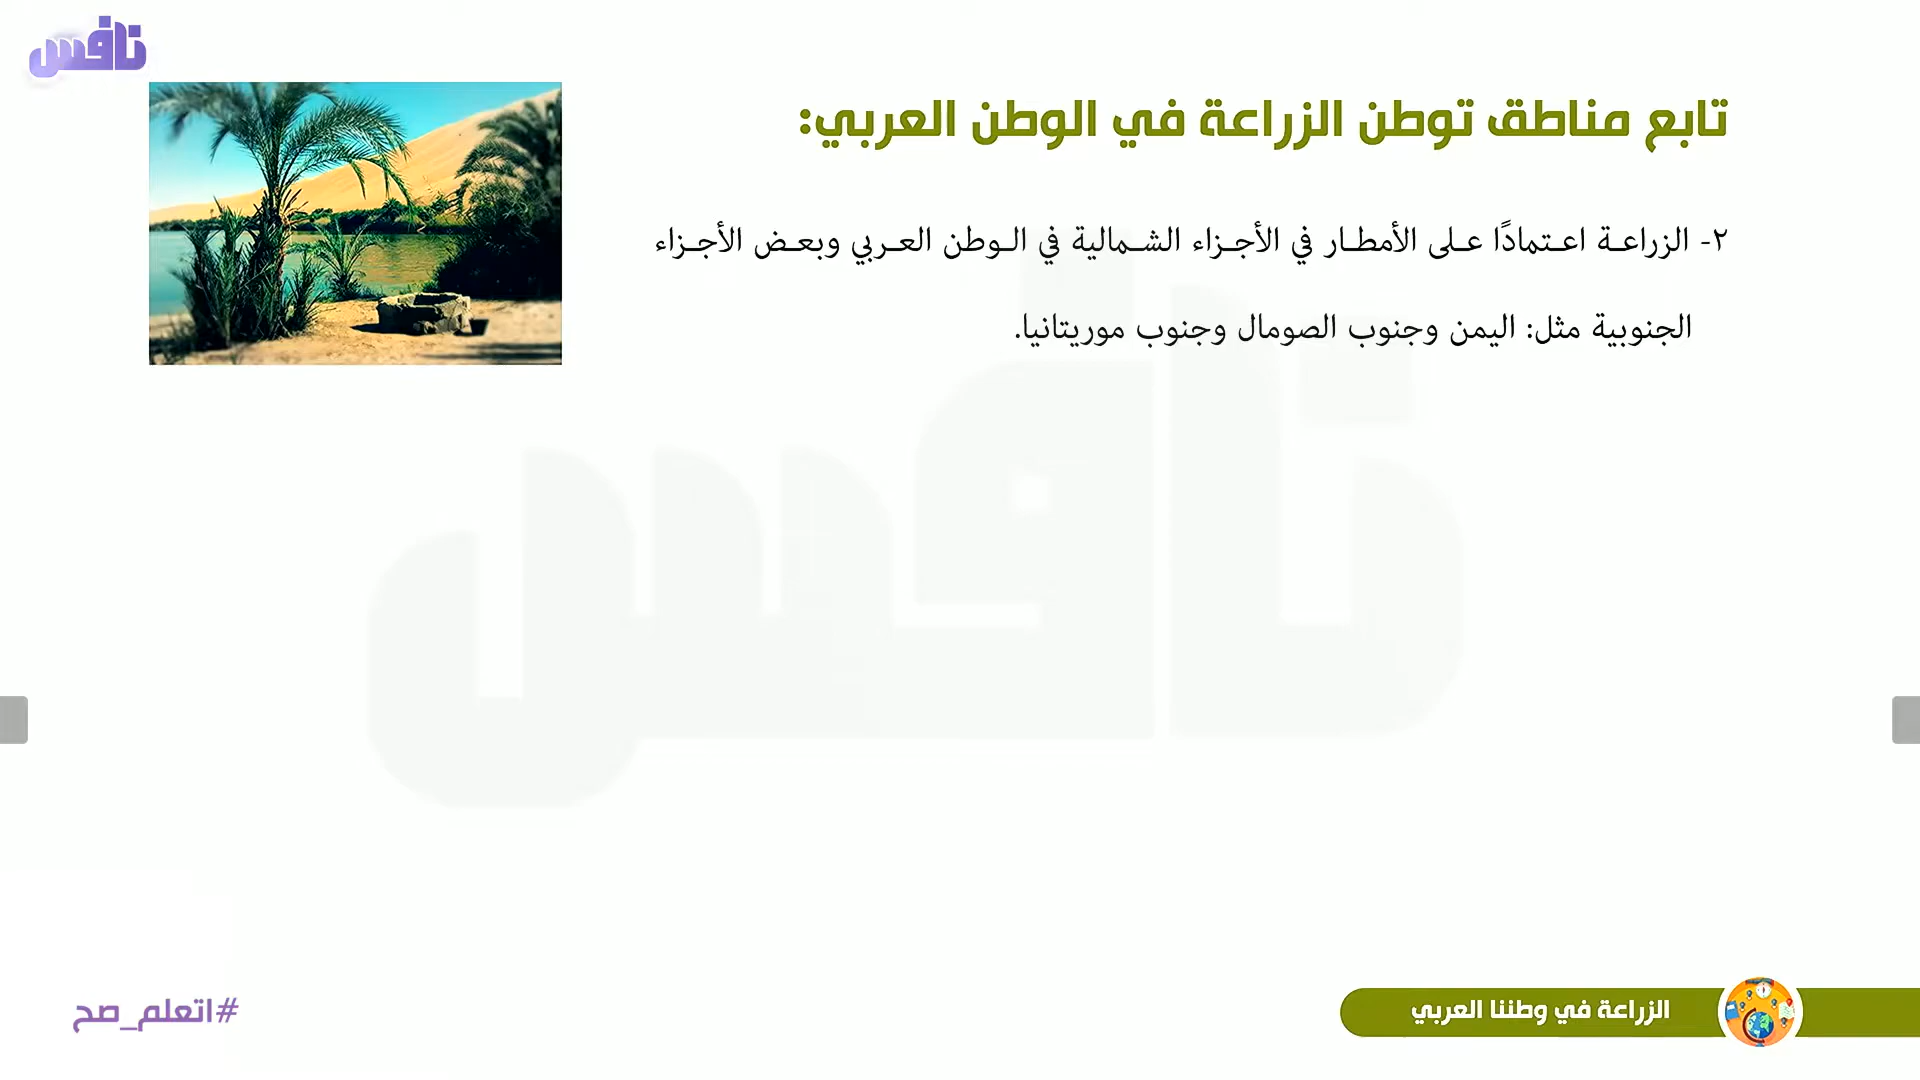 نافس
تابع مناطق توطن الزراعة في الوطن العربي:
٢- الزراعة اعتمادًا على الأمطار في الأجزاء الشمالية في الوطن العربي وبعض الأجزاء
الجنوبية مثل: اليمن وجنوب الصومال وجنوب موريتانيا.
نافس
الزراعة في وطننا العربي
#اتعلم_صح